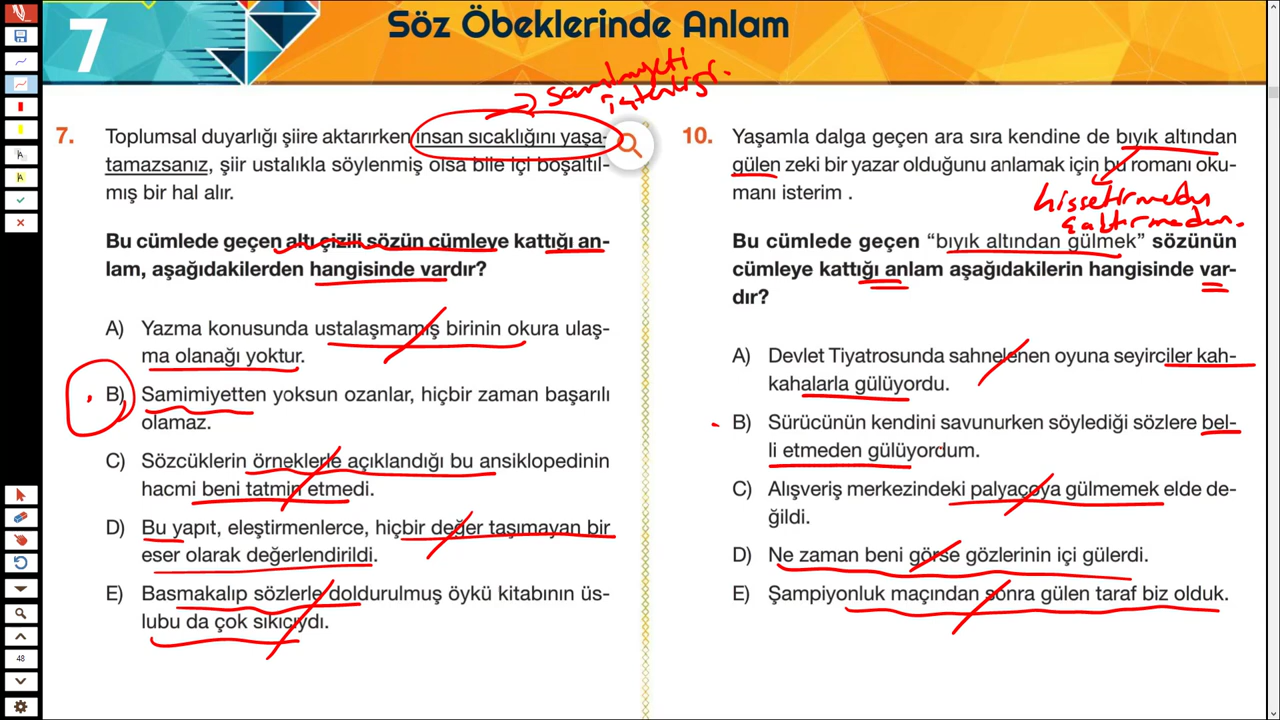 7
Söz Öbeklerinde Anlam
samimiyeti
içtenliği.
7. Toplumsal duyarlığı şiire aktarırken insan sıcaklığını yaşa-
tamazsanız, şiir ustalıkla söylenmiş olsa bile içi boşaltıl-
mış bir hal alır.
Bu cümlede geçen altı çizili sözün cümleye kattığı an-
lam, aşağıdakilerden hangisinde vardır?
A) Yazma konusunda ustalaşmamış birinin okura ulaş-
ma olanağı yoktur.
B) Samimiyetten yoksun ozanlar, hiçbir zaman başarılı
olamaz.
C) Sözcüklerin örneklerle açıklandığı bu ansiklopedinin
hacmi beni tatmin etmedi.
D) Bu yapıt, eleştirmenlerce, hiçbir değer taşımayan bir
eser olarak değerlendirildi.
E) Basmakalıp sözlerle doldurulmuş öykü kitabının üs-
lubu da çok sıkıcıydı.
10. Yaşamla dalga geçen ara sıra kendine de bıyık altından
gülen zeki bir yazar olduğunu anlamak için bu romanı oku-
manı isterim .
hissettirmeden
Bu cümlede geçen “bıyık altından gülmek” sözünün
cümleye kattığı anlam aşağıdakilerin hangisinde var-
dır?
A) Devlet Tiyatrosunda sahnelenen oyuna seyirciler kah-
kahalarla gülüyordu.
B) Sürücünün kendini savunurken söylediği sözlere bel-
li etmeden gülüyordum.
C) Alışveriş merkezindeki palyaçoya gülmemek elde de-
ğildi.
D) Ne zaman beni görse gözlerinin içi gülerdi.
E) Şampiyonluk maçından sonra gülen taraf biz olduk.
48